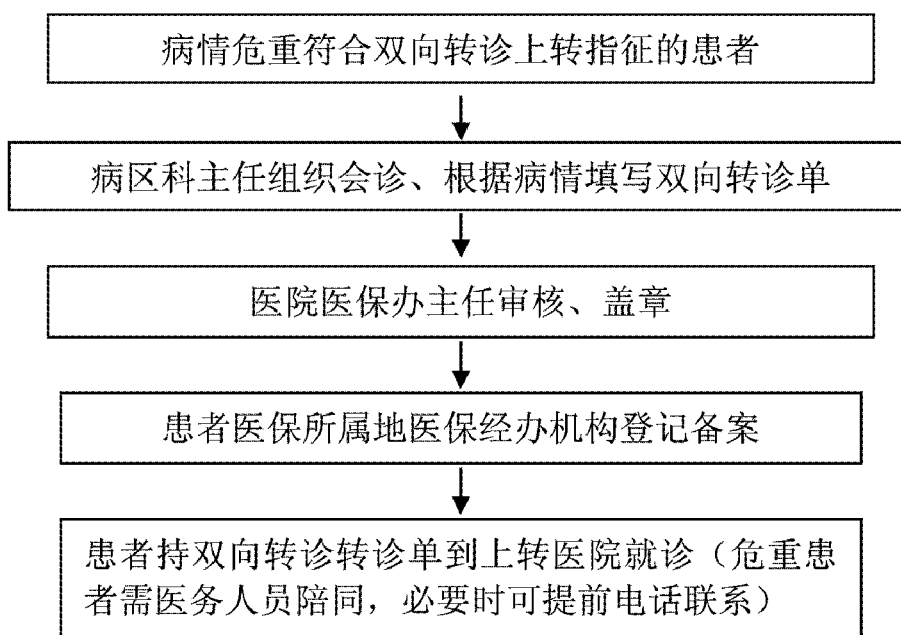 病情危重符合双向转诊上转指征的患者
病区科主任组织会诊、根据病情填写双向转诊单
医院医保办主任审核、盖章
患者医保所属地医保经办机构登记备案
患者持双向转诊转诊单到上转医院就诊（危重患
者需医务人员陪同，必要时可提前电话联系）